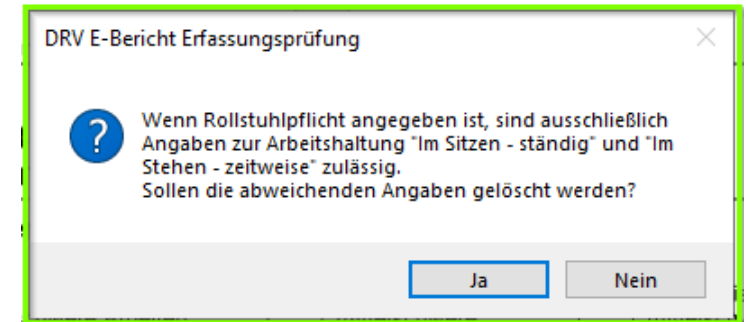 DRV E-Bericht Erfassungsprüfung
Wenn Rollstuhlpflicht angegeben ist, sind ausschließlich
Angaben zur Arbeitshaltung "Im Sitzen - ständig" und "Im
Stehen - zeitweise" zulässig.
Sollen die abweichenden Angaben gelöscht werden?
Ja
Nein